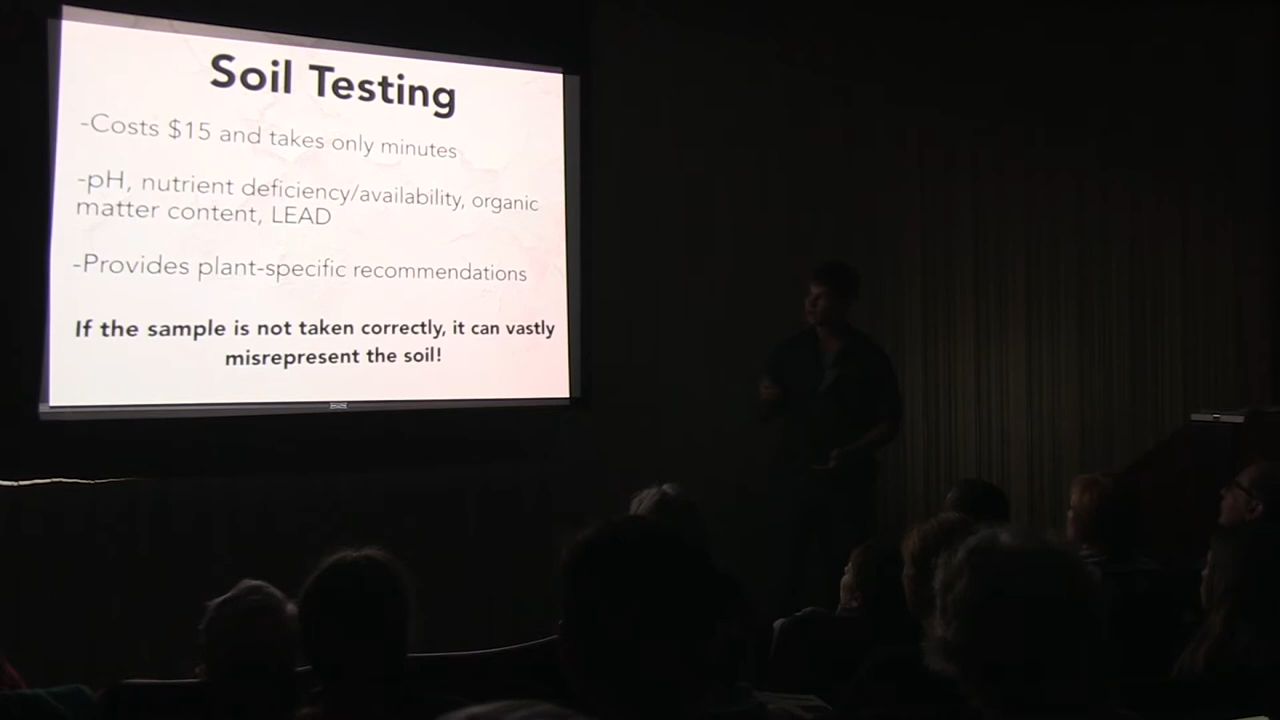 Soil Testing
-Costs $15 and takes only minutes
-pH, nutrient deficiency/availability, organic
matter content, LEAD
-Provides plant-specific recommendations
If the sample is not taken correctly, it can vastly
misrepresent the soil!